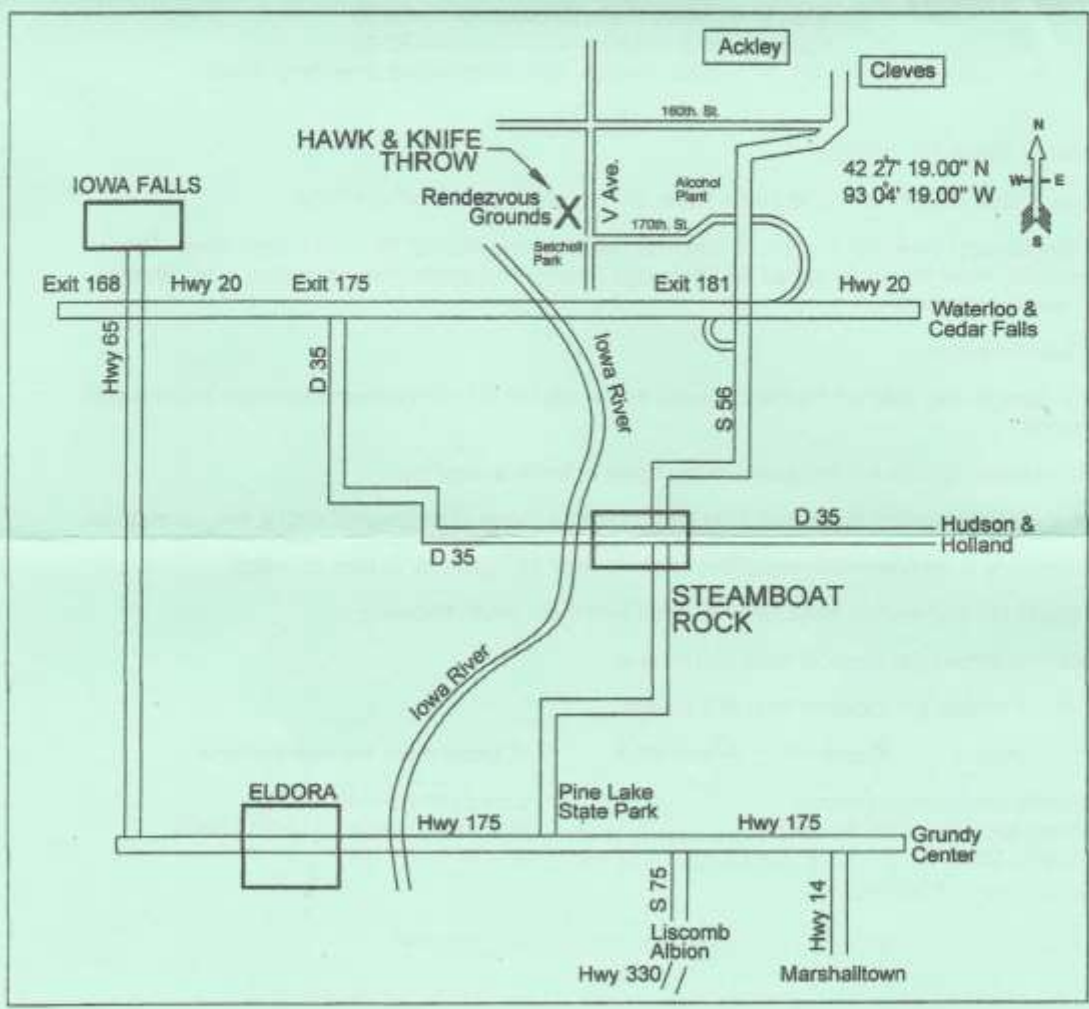 Ackley
Cleves
160th. St.
HAWK & KNIFE
THROW
N
42 27' 19.00" N
93 04' 19.00" W
W
E
S
IOWA FALLS
Rendezvous
Grounds
X
V Ave.
Alcohol
Plant
170th. St.
Setchell
Park
Exit 168
Hwy 20
Exit 175
Exit 181
Hwy 20
Waterloo &
Cedar Falls
Hwy 65
D 35
Iowa River
S 56
D 35
D 35
Hudson &
Holland
STEAMBOAT
ROCK
Iowa River
ELDORA
Pine Lake
State Park
Hwy 175
Hwy 175
Grundy
Center
S 75
Hwy 14
Liscomb
Albion
Hwy 330
Marshalltown